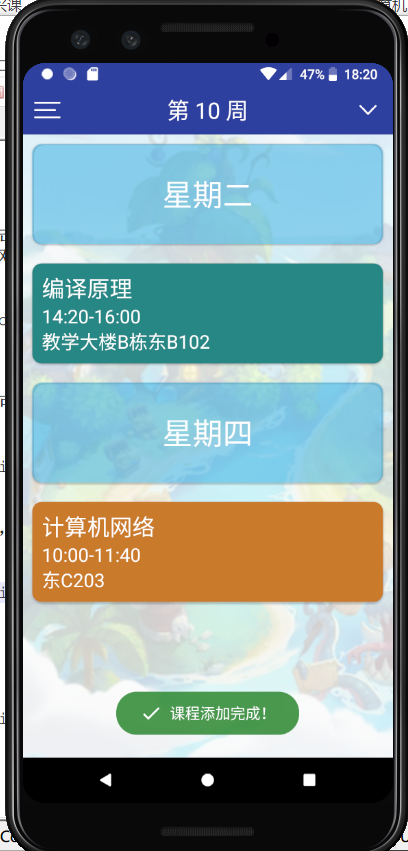 47% 18:20
第 10 周
星期二
编译原理
14:20-16:00
教学大楼B栋东B102
星期四
计算机网络
10:00-11:40
东C203
课程添加完成!